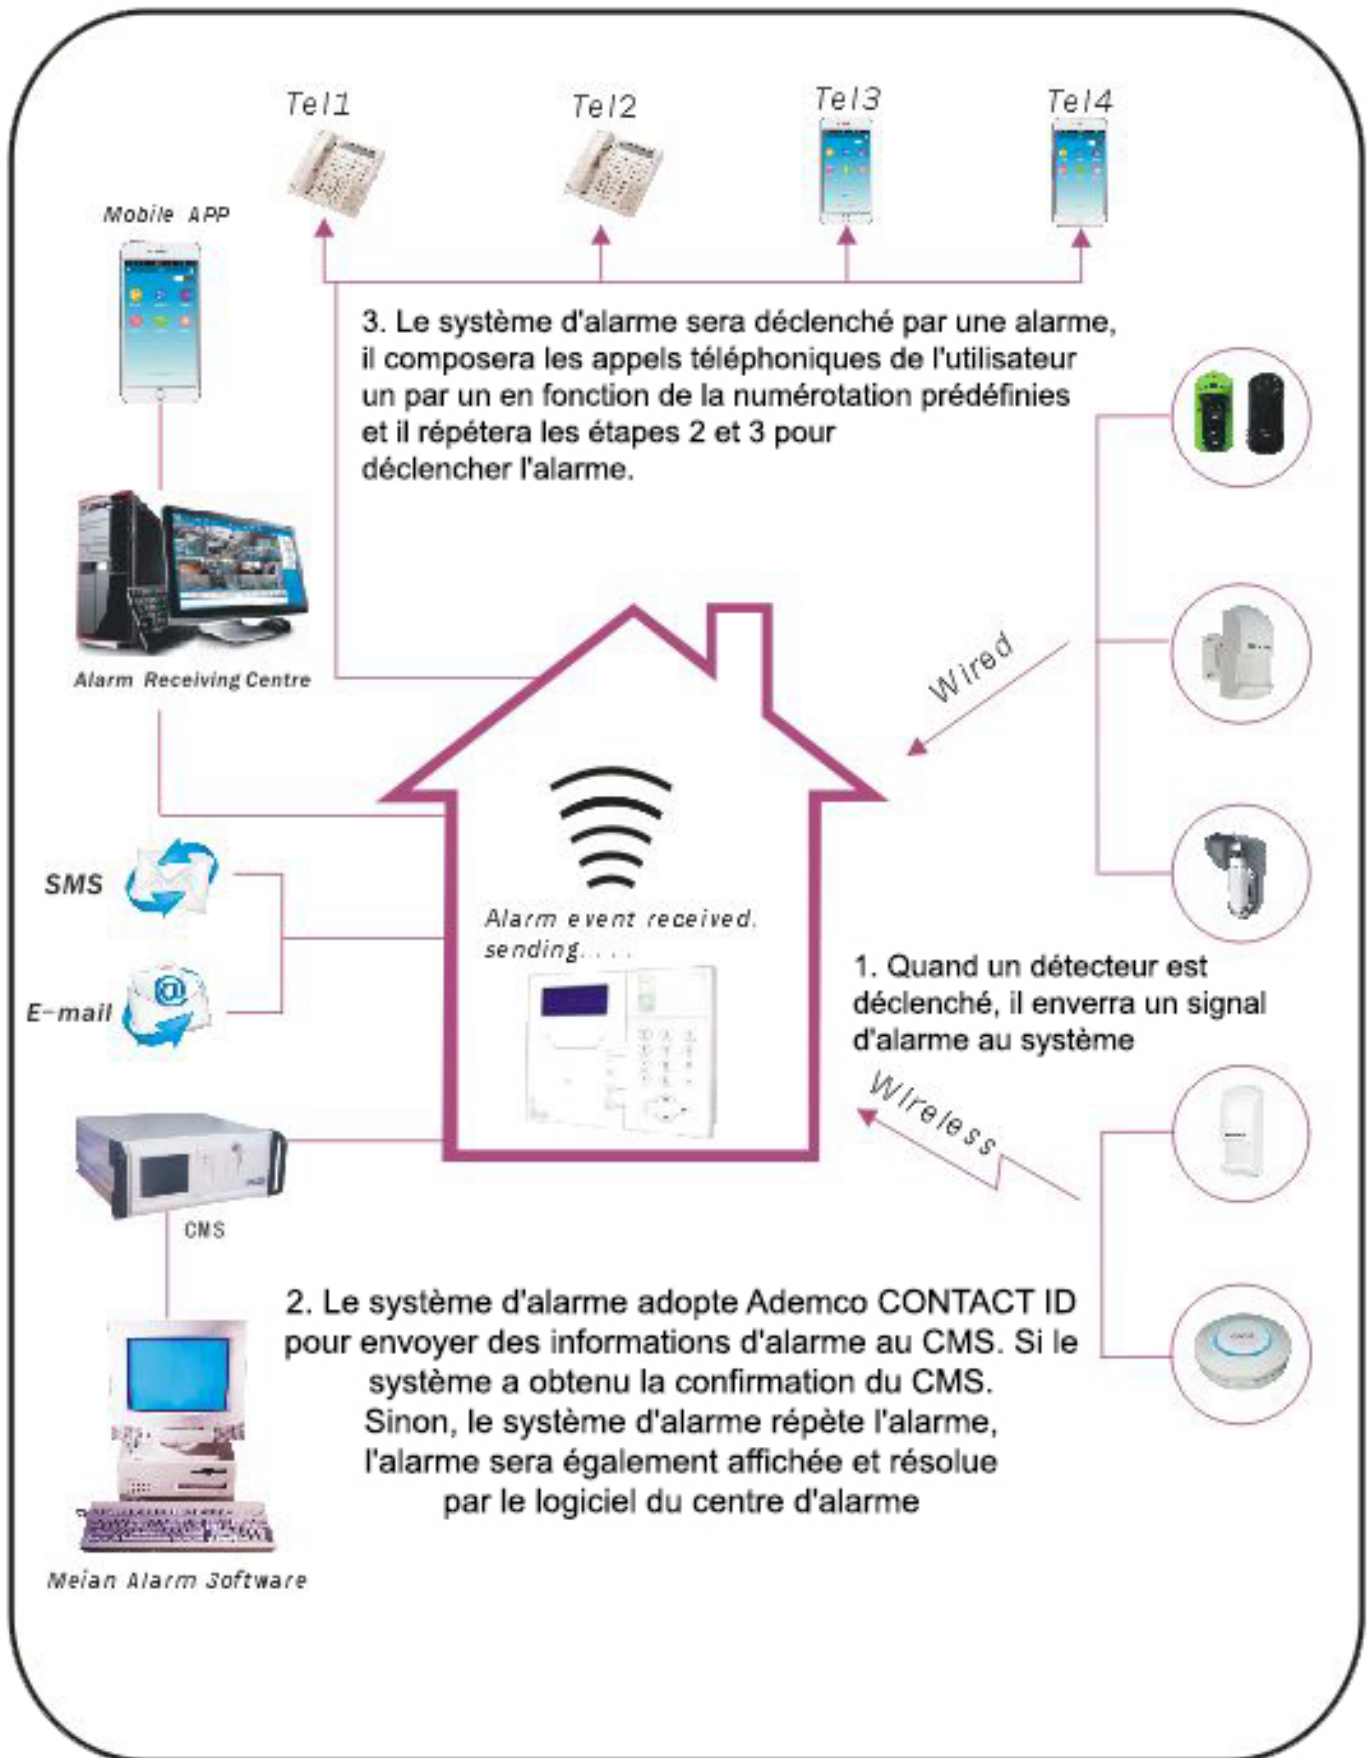 Tel1
Tel2
Tel3
Tel4
Mobile APP
3. Le système d'alarme sera déclenché par une alarme,
il composera les appels téléphoniques de l'utilisateur
un par un en fonction de la numérotation prédéfinies
et il répétera les étapes 2 et 3 pour
déclencher l'alarme.
Alarm Receiving Centre
Wired
SMS
E-mail
Alarm event received,
sending....
1. Quand un détecteur est
déclenché, il enverra un signal
d'alarme au système
Wireless
CMS
2. Le système d'alarme adopte Ademco CONTACT ID
pour envoyer des informations d'alarme au CMS. Si le
système a obtenu la confirmation du CMS.
Sinon, le système d'alarme répète l'alarme,
l'alarme sera également affichée et résolue
par le logiciel du centre d'alarme
Meian Alarm Software